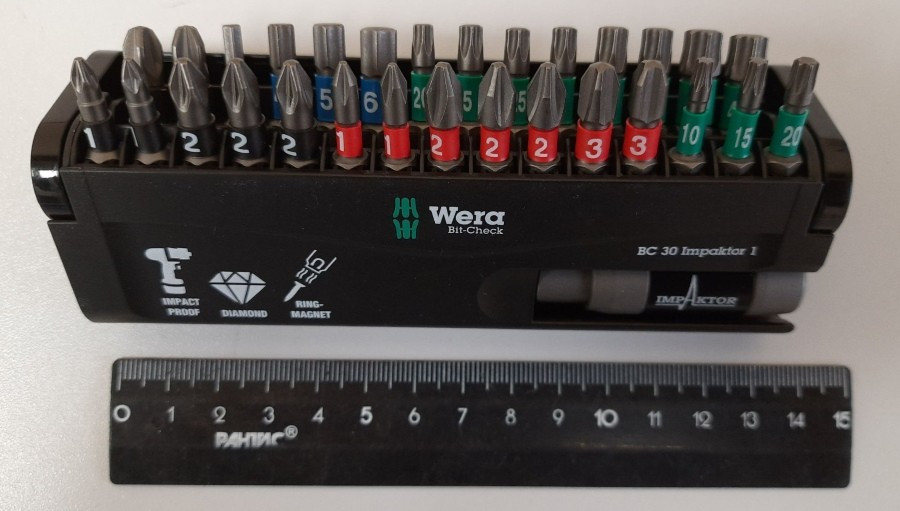 5 6 20 5 5
1 1 2 2 2 1 1 2 2 2 3 3 10 15 20
Wera
Bit-Check
BC 30 Impaktor 1
IMPACT
PROOF
DIAMOND
RING-
MAGNET
IMPAKTOR
0 1 2 3 4 5 6 7 8 9 10 11 12 13 14 15
РАНТИС®